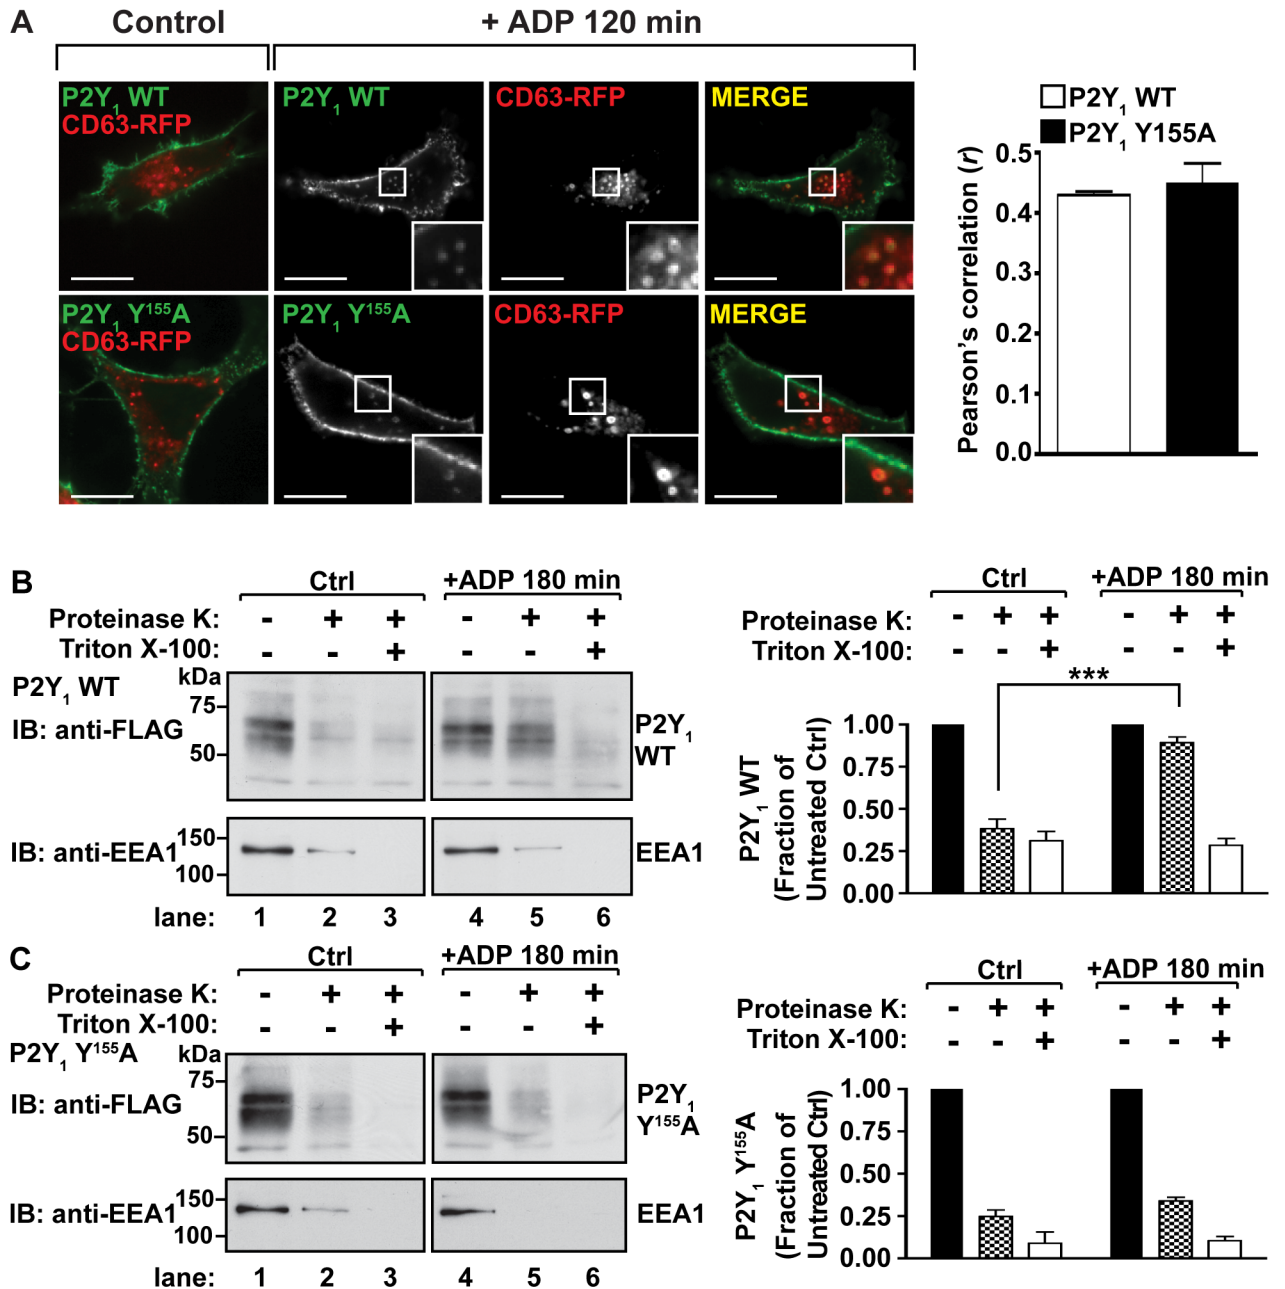 A
Control
+ ADP 120 min
P2Y1 WT
CD63-RFP
P2Y1 WT
CD63-RFP
MERGE
P2Y1 Y155A
CD63-RFP
P2Y1 Y155A
CD63-RFP
MERGE
P2Y1 WT
P2Y1 Y155A
Pearson's correlation (r)
0.5
0.4
0.3
0.2
0.1
0.0
B
Ctrl
+ADP 180 min
Proteinase K: - + + - + +
Triton X-100: - - + - - +
kDa
P2Y1 WT
IB: anti-FLAG
75
50
P2Y1
WT
IB: anti-EEA1
150
100
EEA1
lane: 1 2 3 4 5 6
Ctrl
+ADP 180 min
Proteinase K: - + + - + +
Triton X-100: - - + - - +
***
P2Y1 WT
(Fraction of
Untreated Ctrl)
1.00
0.75
0.50
0.25
0.00
C
Ctrl
+ADP 180 min
Proteinase K: - + + - + +
Triton X-100: - - + - - +
P2Y1 Y155A
kDa
IB: anti-FLAG
75
50
P2Y1
Y155A
IB: anti-EEA1
150
100
EEA1
lane: 1 2 3 4 5 6
Ctrl
+ADP 180 min
Proteinase K: - + + - + +
Triton X-100: - - + - - +
P2Y1 Y155A
(Fraction of
Untreated Ctrl)
1.00
0.75
0.50
0.25
0.00